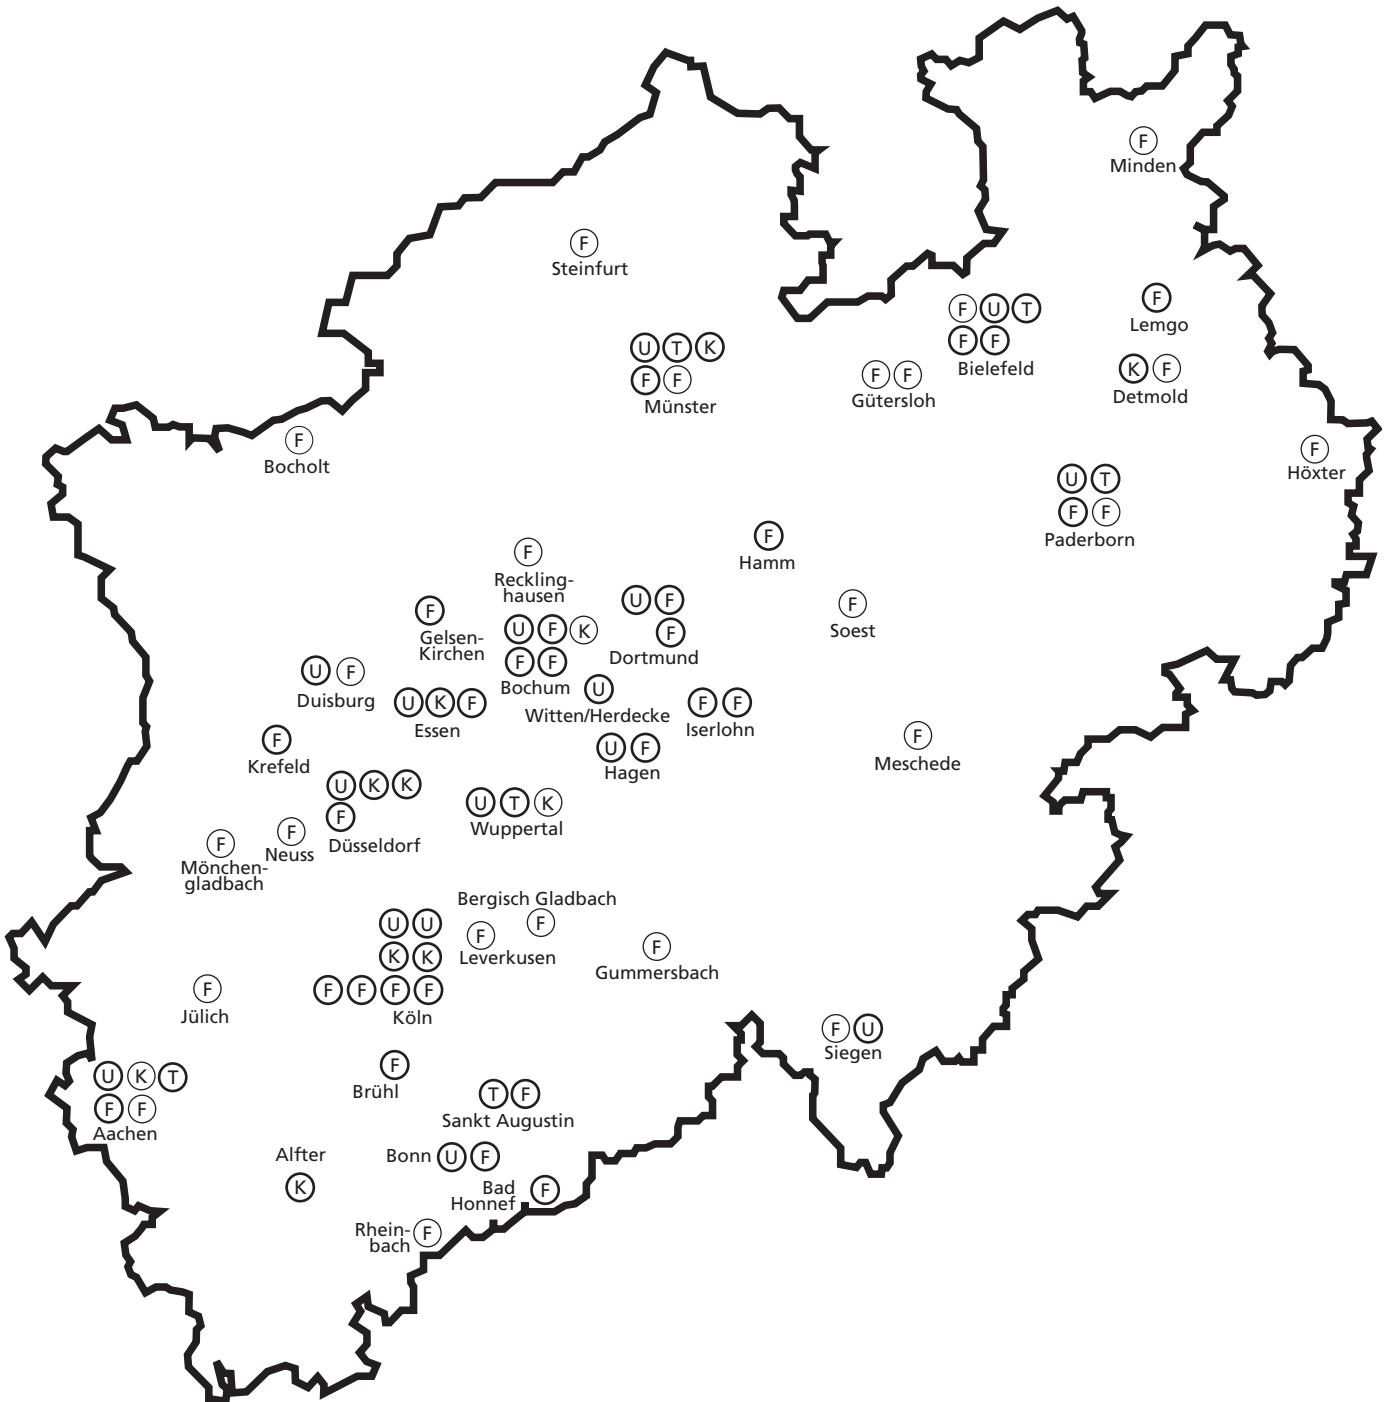 F
Minden
F
Steinfurt
F
Lemgo
F U T
F F
Bielefeld
U T K
F F
Münster
F F
Gütersloh
K F
Detmold
F
Bocholt
F
Höxter
U T
F F
Paderborn
F
Hamm
F
Reckling-
hausen
F
Gelsen-
Kirchen
U F K
F F
Bochum
U F
F
Dortmund
F
Soest
U F
Duisburg
U K F
Essen
U
Witten/Herdecke
F F
Iserlohn
F
Krefeld
U F
Hagen
F
Meschede
U K K
F
Düsseldorf
U T K
Wuppertal
F
Neuss
F
Mönchen-
gladbach
Bergisch Gladbach
F
F
Leverkusen
U U
K K
F F F F
Köln
F
Gummersbach
F
Jülich
F U
Siegen
F
Brühl
U K T
F F
Aachen
T F
Sankt Augustin
Alfter
K
Bonn U F
Bad
Honnef F
Rhein-
bach F